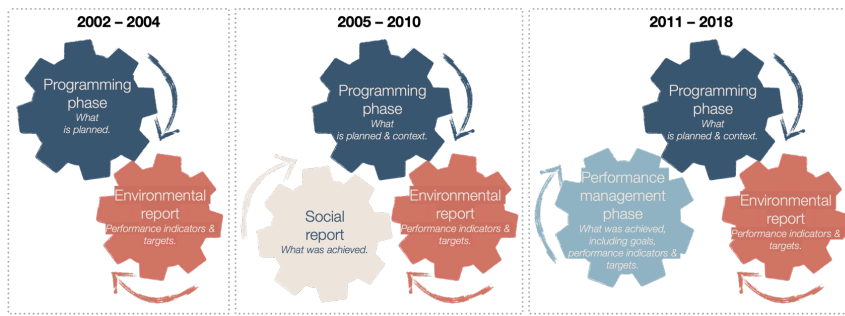 2002 – 2004
Programming
phase
What
is planned.
Environmental
report
Performance indicators &
targets.
2005 – 2010
Programming
phase
What
is planned & context.
Social
report
What was achieved.
Environmental
report
Performance indicators &
targets.
2011 – 2018
Programming
phase
What
is planned & context.
Performance
management
phase
What was achieved,
including goals,
performance indicators &
targets.
Environmental
report
Performance indicators &
targets.